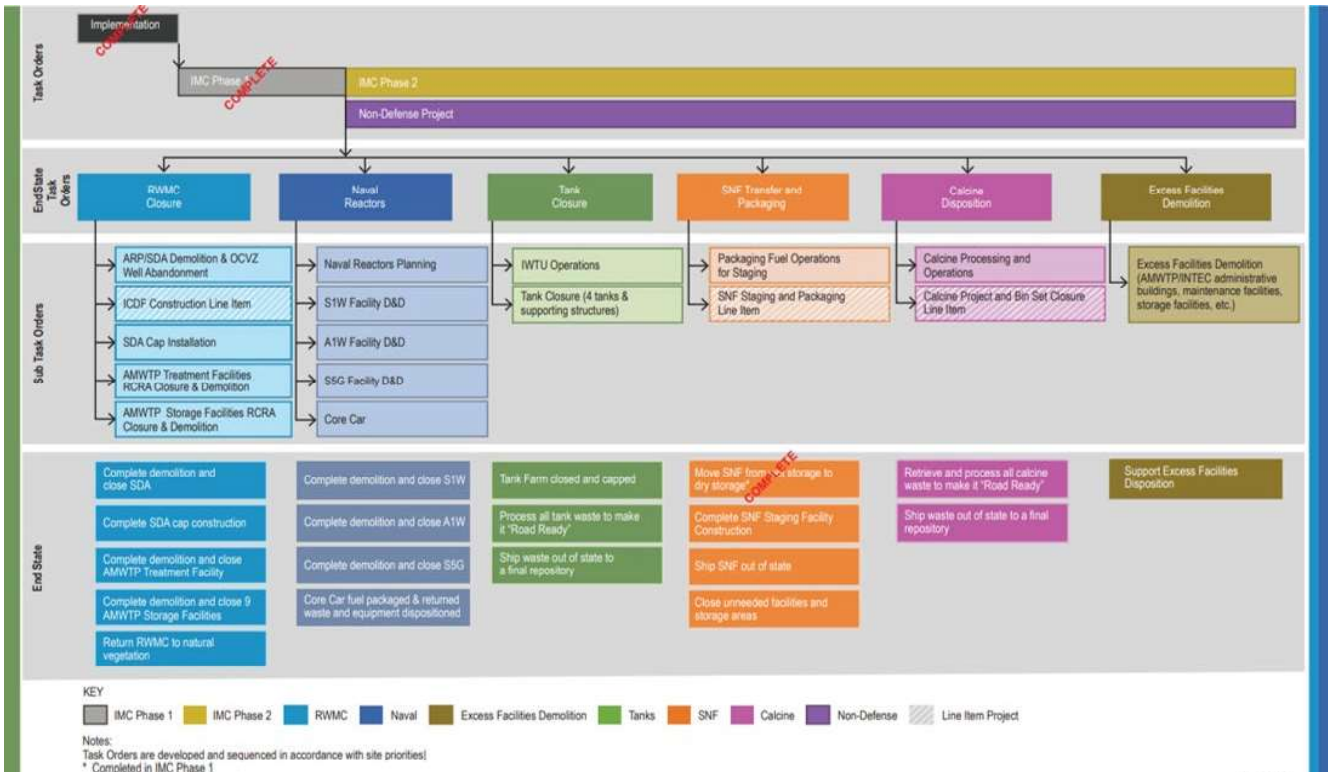 Task Orders
Implementation
COMPLETE
IMC Phase 1
COMPLETE
IMC Phase 2
Non-Defense Project
EndState
Task
Orders
RWMC
Closure
Naval
Reactors
Tank
Closure
SNF Transfer and
Packaging
Calcine
Disposition
Excess Facilities
Demolition
Sub Task Orders
ARP/SDA Demolition & OCVZ
Well Abandonment
ICDF Construction Line Item
SDA Cap Installation
AMWTP Treatment Facilities
RCRA Closure & Demolition
AMWTP Storage Facilities RCRA
Closure & Demolition
Naval Reactors Planning
S1W Facility D&D
A1W Facility D&D
S5G Facility D&D
Core Car
IWTU Operations
Tank Closure (4 tanks &
supporting structures)
Packaging Fuel Operations
for Staging
SNF Staging and Packaging
Line Item
Calcine Processing and
Operations
Calcine Project and Bin Set Closure
Line Item
Excess Facilities Demolition
(AMWTP/INTEC administrative
buildings, maintenance facilities,
storage facilities, etc.)
End State
Complete demolition and
close SDA
Complete SDA cap construction
Complete demolition and close
AMWTP Treatment Facility
Complete demolition and close 9
AMWTP Storage Facilities
Return RWMC to natural
vegetation
Complete demolition and close S1W
Complete demolition and close A1W
Complete demolition and close S5G
Core Car fuel packaged & returned
waste and equipment dispositioned
Tank Farm closed and capped
Process all tank waste to make
it "Road Ready"
Ship waste out of state to
a final repository
Move SNF from storage to
dry storage*
COMPLETE
Complete SNF Staging Facility
Construction
Ship SNF out of state
Close unneeded facilities and
storage areas
Retrieve and process all calcine
waste to make it "Road Ready"
Ship waste out of state to a final
repository
Support Excess Facilities
Disposition
KEY
IMC Phase 1
IMC Phase 2
RWMC
Naval
Excess Facilities Demolition
Tanks
SNF
Calcine
Non-Defense
Line Item Project
Notes:
Task Orders are developed and sequenced in accordance with site priorities|
* Completed in IMC Phase 1